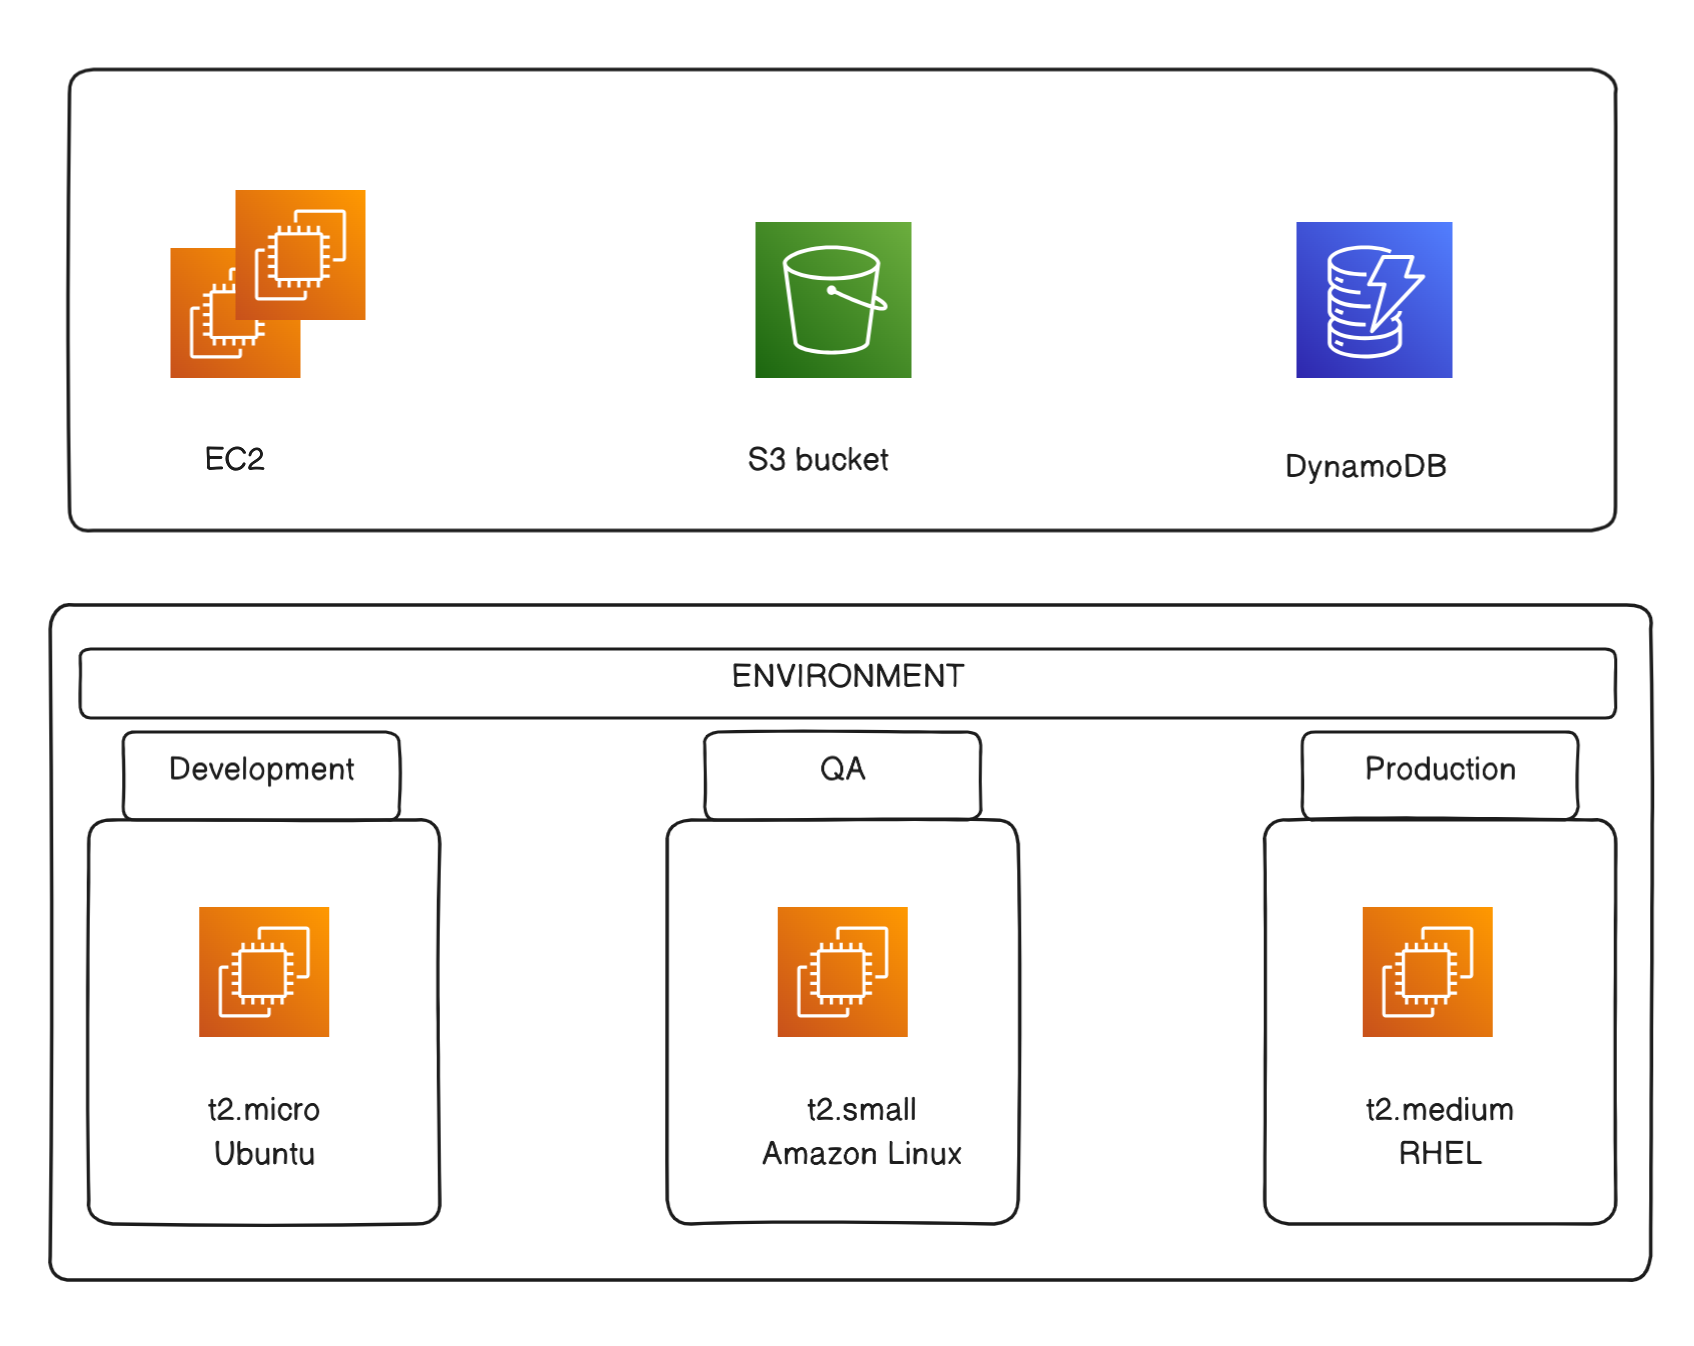 EC2
S3 bucket
DynamoDB
ENVIRONMENT
Development
QA
Production
t2.micro
Ubuntu
t2.small
Amazon Linux
t2.medium
RHEL